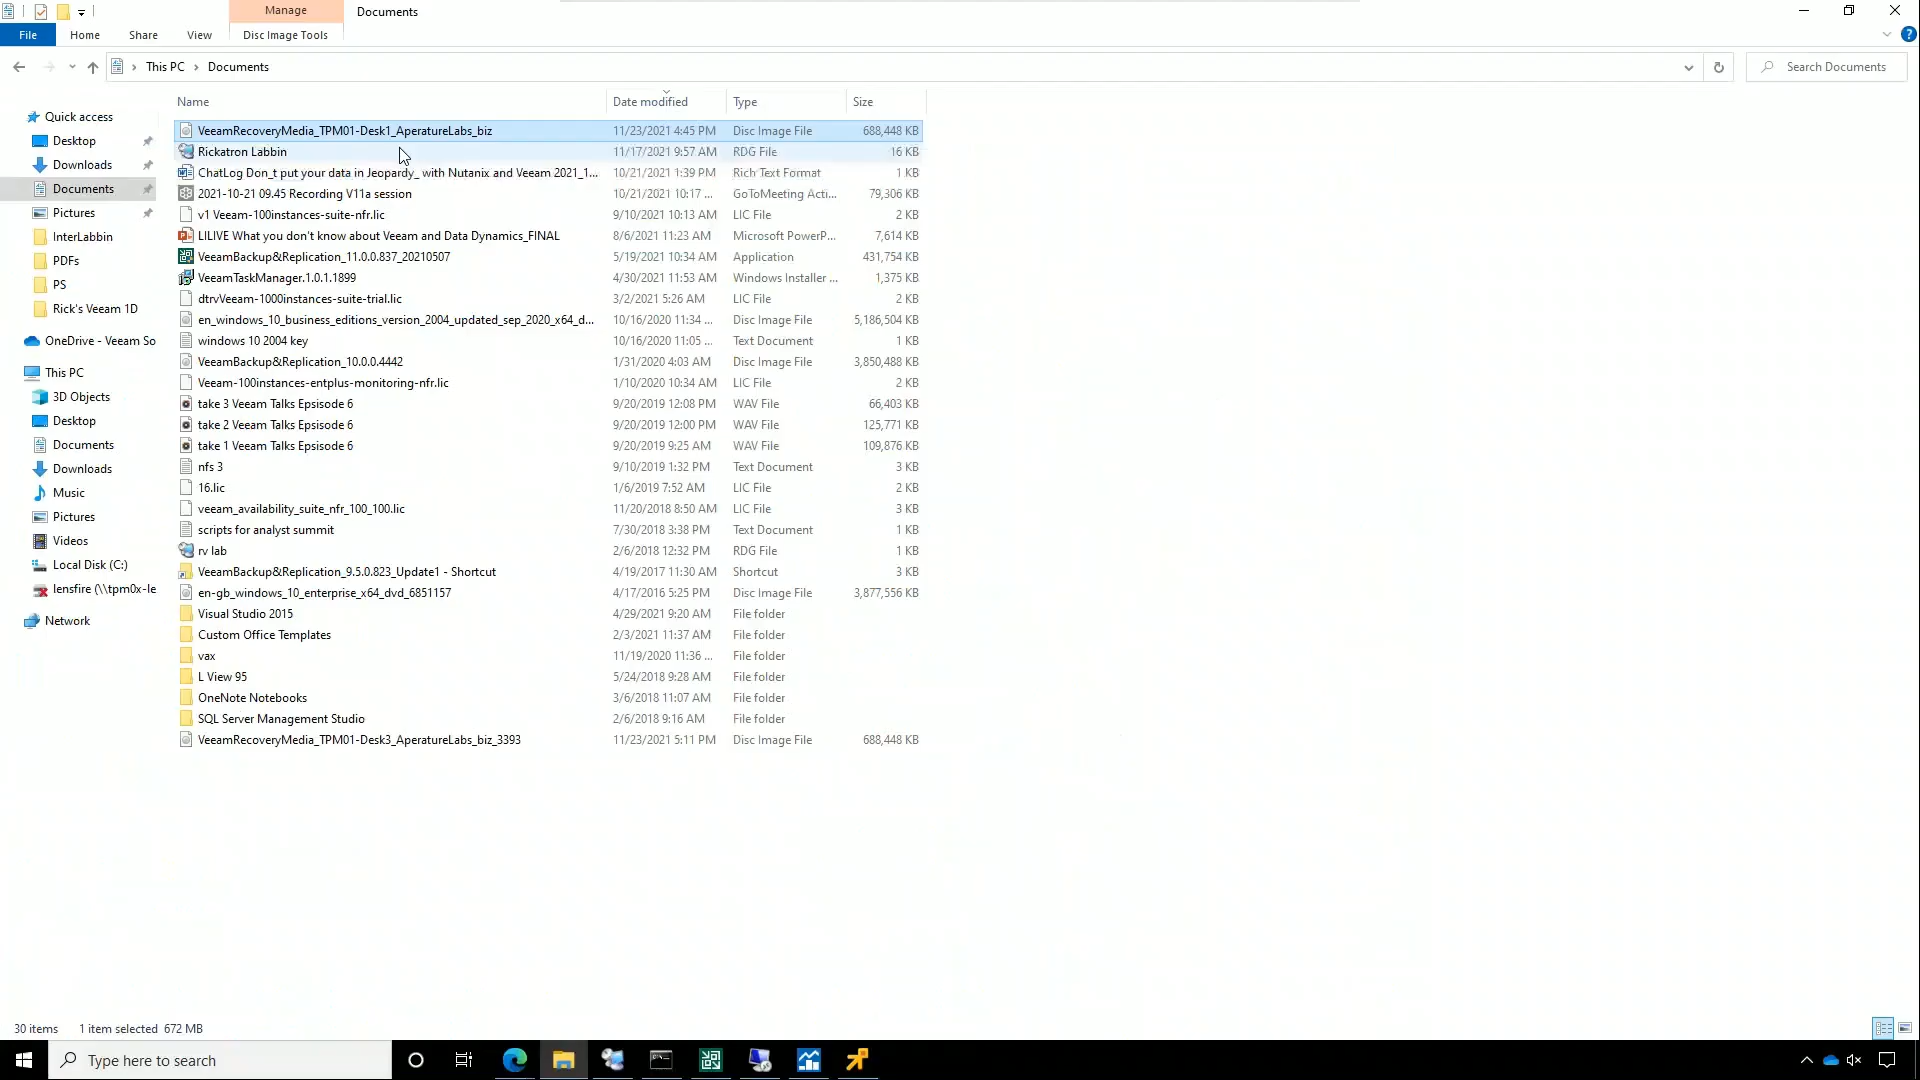 Manage
Documents
File
Home
Share
View
Disc Image Tools
This PC
Documents
Search Documents
Name
Date modified
Type
Size
Quick access
Desktop
Downloads
Documents
Pictures
InterLabbin
PDFs
PS
Rick's Veeam 1D
OneDrive - Veeam So
This PC
3D Objects
Desktop
Documents
Downloads
Music
Pictures
Videos
Local Disk (C:)
lensfire (\\tpm0x-le
Network
VeeamRecoveryMedia_TPM01-Desk1_AperatureLabs_biz 11/23/2021 4:45 PM Disc Image File 688,448 KB
Rickatron Labbin 11/17/2021 9:57 AM RDG File 16 KB
ChatLog Don_t put your data in Jeopardy_ with Nutanix and Veeam 2021_1... 10/21/2021 1:39 PM Rich Text Format 1 KB
2021-10-21 09.45 Recording V11a session 10/21/2021 10:17 ... GoToMeeting Acti... 79,306 KB
v1 Veeam-100instances-suite-nfr.lic 9/10/2021 10:13 AM LIC File 2 KB
LILIVE What you don't know about Veeam and Data Dynamics_FINAL 8/6/2021 11:23 AM Microsoft PowerP... 7,614 KB
VeeamBackup&Replication_11.0.0.837_20210507 5/19/2021 10:34 AM Application 431,754 KB
VeeamTaskManager.1.0.1.1899 4/30/2021 11:53 AM Windows Installer ... 1,375 KB
dtrvVeeam-1000instances-suite-trial.lic 3/2/2021 5:26 AM LIC File 2 KB
en_windows_10_business_editions_version_2004_updated_sep_2020_x64_d... 10/16/2020 11:34 ... Disc Image File 5,186,504 KB
windows 10 2004 key 10/16/2020 11:05 ... Text Document 1 KB
VeeamBackup&Replication_10.0.0.4442 1/31/2020 4:03 AM Disc Image File 3,850,488 KB
Veeam-100instances-entplus-monitoring-nfr.lic 1/10/2020 10:34 AM LIC File 2 KB
take 3 Veeam Talks Epsisode 6 9/20/2019 12:08 PM WAV File 66,403 KB
take 2 Veeam Talks Epsisode 6 9/20/2019 12:00 PM WAV File 125,771 KB
take 1 Veeam Talks Epsisode 6 9/20/2019 9:25 AM WAV File 109,876 KB
nfs 3 9/10/2019 1:32 PM Text Document 3 KB
16.lic 1/6/2019 7:52 AM LIC File 2 KB
veeam_availability_suite_nfr_100_100.lic 11/20/2018 8:50 AM LIC File 3 KB
scripts for analyst summit 7/30/2018 3:38 PM Text Document 1 KB
rv lab 2/6/2018 12:32 PM RDG File 1 KB
VeeamBackup&Replication_9.5.0.823_Update1 - Shortcut 4/19/2017 11:30 AM Shortcut 3 KB
en-gb_windows_10_enterprise_x64_dvd_6851157 4/17/2016 5:25 PM Disc Image File 3,877,556 KB
Visual Studio 2015 4/29/2021 9:20 AM File folder
Custom Office Templates 2/3/2021 11:37 AM File folder
vax 11/19/2020 11:36 ... File folder
L View 95 5/24/2018 9:28 AM File folder
OneNote Notebooks 3/6/2018 11:07 AM File folder
SQL Server Management Studio 2/6/2018 9:16 AM File folder
VeeamRecoveryMedia_TPM01-Desk3_AperatureLabs_biz_3393 11/23/2021 5:11 PM Disc Image File 688,448 KB
30 items 1 item selected 672 MB
Type here to search